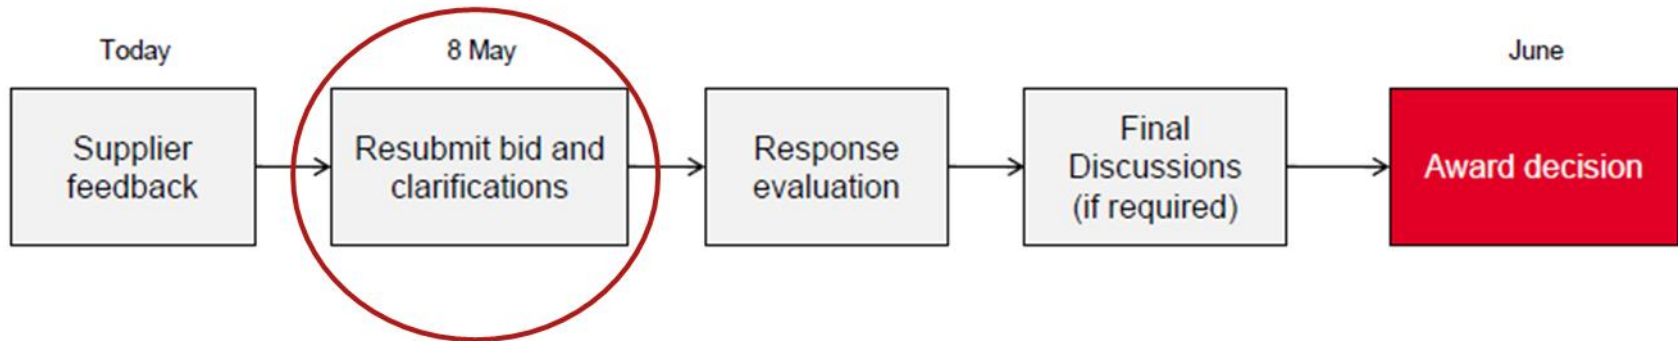 Today
8 May
June
Supplier
feedback
Resubmit bid and
clarifications
Response
evaluation
Final
Discussions
(if required)
Award decision